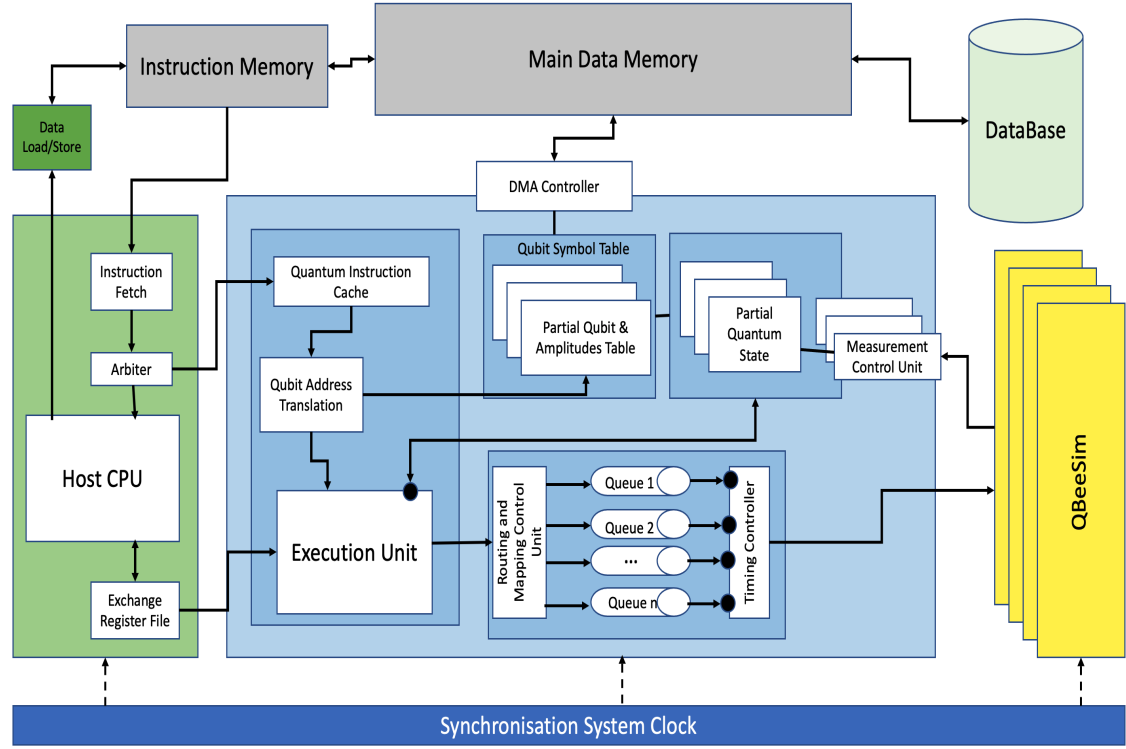 Instruction Memory
Main Data Memory
DataBase
Data
Load/Store
DMA Controller
Qubit Symbol Table
Instruction
Fetch
Quantum Instruction
Cache
Partial Qubit &
Amplitudes Table
Partial
Quantum
State
Measurement
Control Unit
Arbiter
Qubit Address
Translation
Host CPU
Execution Unit
Routing and
Mapping Control
Unit
Queue 1
Queue 2
...
Queue n
Timing Controller
QBeeSim
Exchange
Register File
Synchronisation System Clock